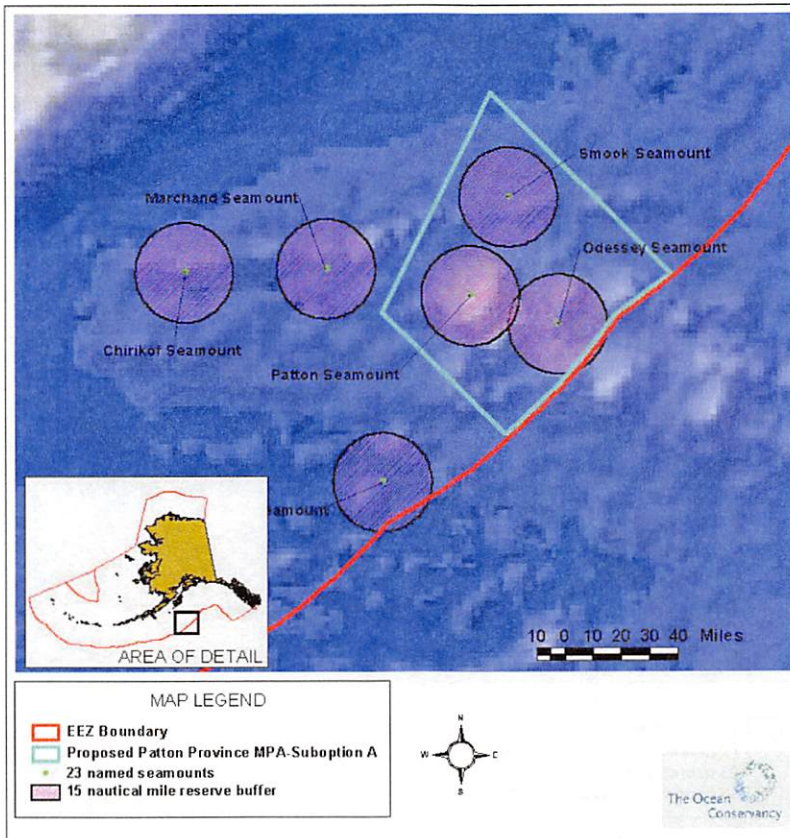 Smook Seamount
Marchand Seamount
Odessey Seamount
Chirikof Seamount
Patton Seamount
eamount
AREA OF DETAIL
10 0 10 20 30 40 Miles
MAP LEGEND
EEZ Boundary
Proposed Patton Province MPA-Suboption A
23 named seamounts
15 nautical mile reserve buffer
N
W E
S
The Ocean
Conservancy